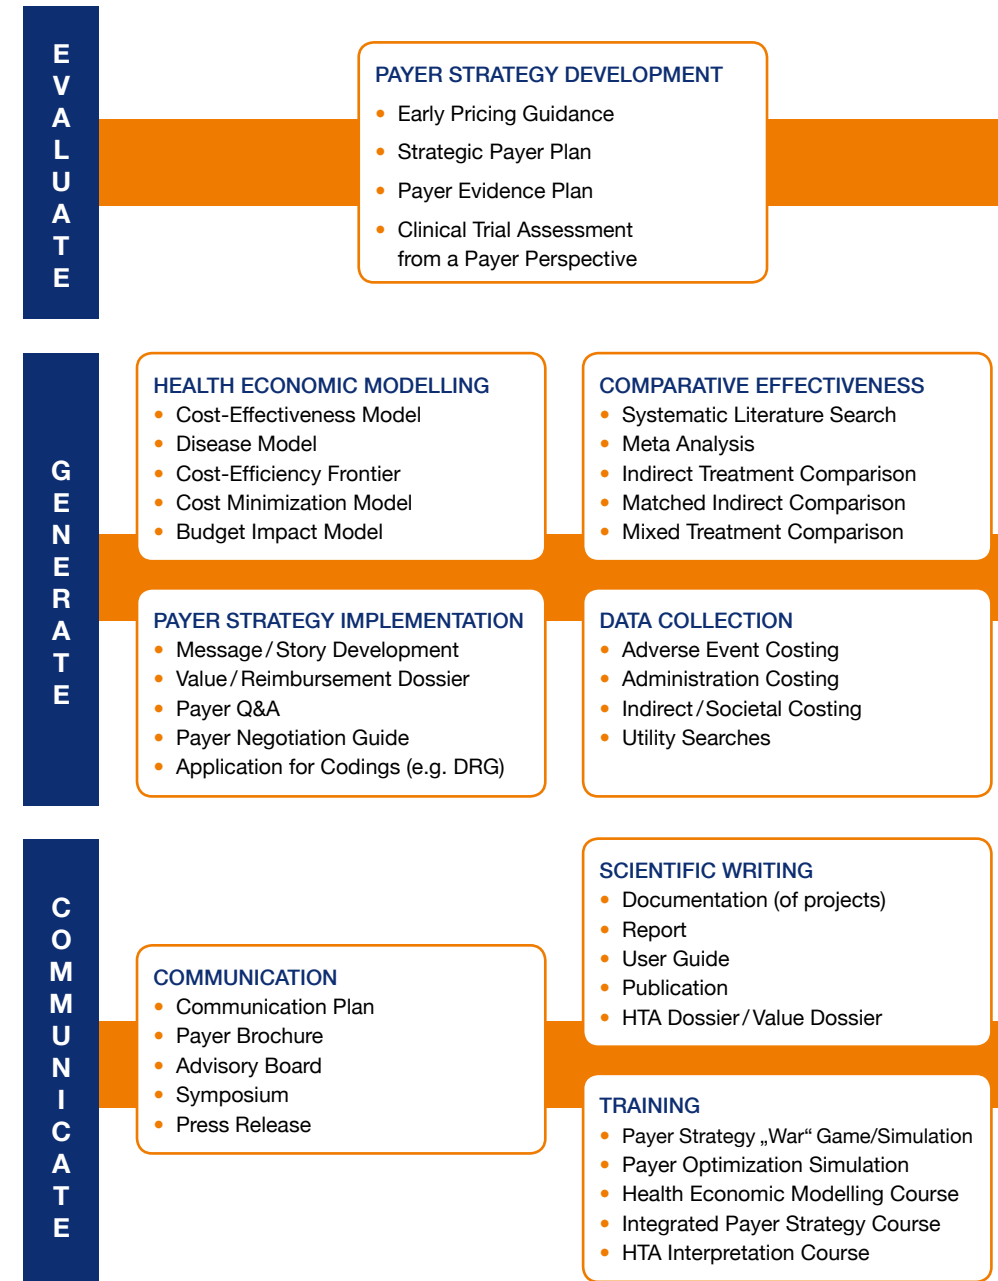 EVALUATE
PAYER STRATEGY DEVELOPMENT
• Early Pricing Guidance
• Strategic Payer Plan
• Payer Evidence Plan
• Clinical Trial Assessment
from a Payer Perspective
GENERATE
HEALTH ECONOMIC MODELLING
• Cost-Effectiveness Model
• Disease Model
• Cost-Efficiency Frontier
• Cost Minimization Model
• Budget Impact Model
COMPARATIVE EFFECTIVENESS
• Systematic Literature Search
• Meta Analysis
• Indirect Treatment Comparison
• Matched Indirect Comparison
• Mixed Treatment Comparison
PAYER STRATEGY IMPLEMENTATION
• Message/Story Development
• Value/Reimbursement Dossier
• Payer Q&A
• Payer Negotiation Guide
• Application for Codings (e.g. DRG)
DATA COLLECTION
• Adverse Event Costing
• Administration Costing
• Indirect/Societal Costing
• Utility Searches
COMMUNICATE
COMMUNICATION
• Communication Plan
• Payer Brochure
• Advisory Board
• Symposium
• Press Release
SCIENTIFIC WRITING
• Documentation (of projects)
• Report
• User Guide
• Publication
• HTA Dossier/Value Dossier
TRAINING
• Payer Strategy „War“ Game/Simulation
• Payer Optimization Simulation
• Health Economic Modelling Course
• Integrated Payer Strategy Course
• HTA Interpretation Course